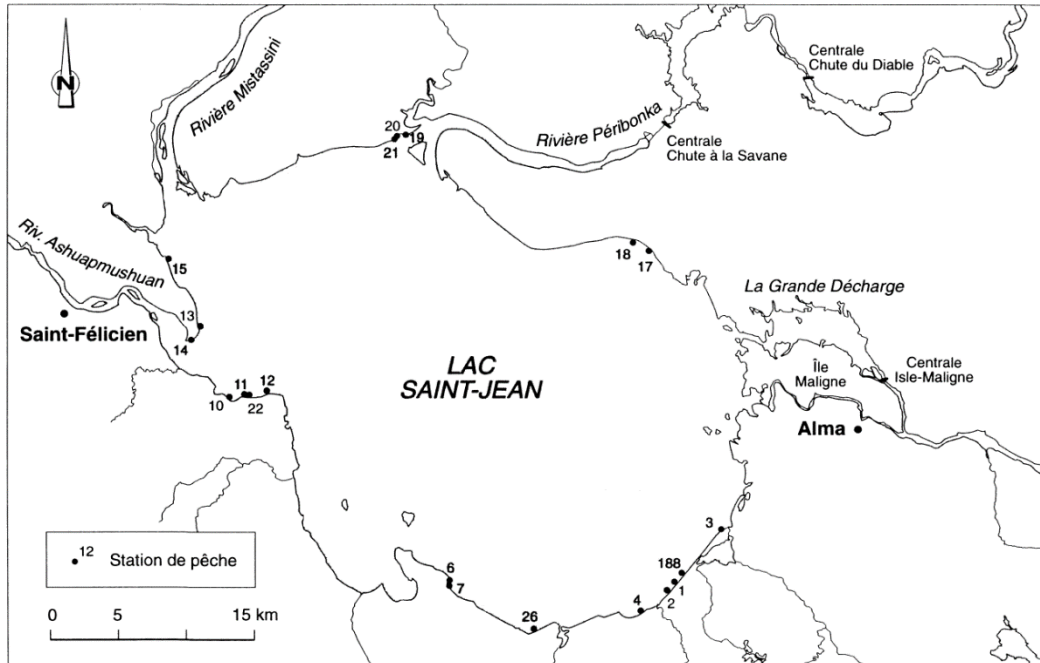 N
Rivière Mistassini
Centrale
Chute du Diable
Rivière Péribonka
Centrale
Chute à la Savane
20
19
21
Riv. Ashuapmushuan
15
18
17
La Grande Décharge
Saint-Félicien
13
14
LAC
SAINT-JEAN
Île
Maligne
Centrale
Isle-Maligne
Alma
10
11
22
12
3
188
1
2
4
6
7
26
12 Station de pêche
0 5 15 km